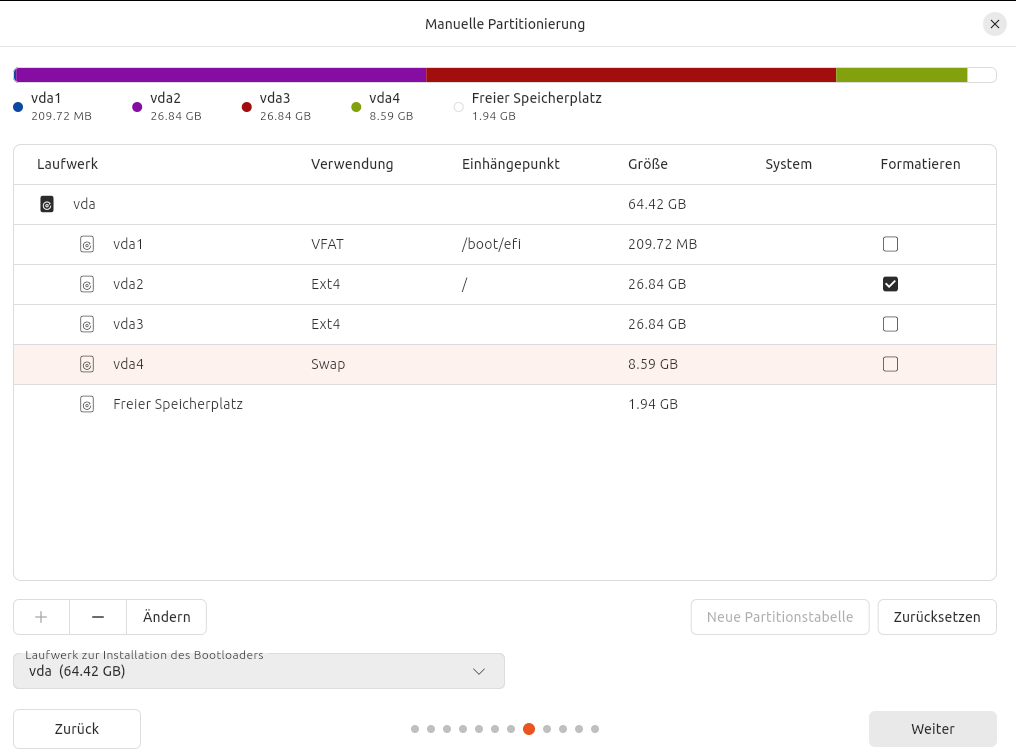 Manuelle Partitionierung
vda1 vda2 vda3 vda4 Freier Speicherplatz
209.72 MB 26.84 GB 26.84 GB 8.59 GB 1.94 GB
Laufwerk Verwendung Einhängepunkt Größe System Formatieren
vda 64.42 GB
vda1 VFAT /boot/efi 209.72 MB
vda2 Ext4 / 26.84 GB
vda3 Ext4 26.84 GB
vda4 Swap 8.59 GB
Freier Speicherplatz 1.94 GB
+ − Ändern Neue Partitionstabelle Zurücksetzen
Laufwerk zur Installation des Bootloaders
vda (64.42 GB)
Zurück Weiter